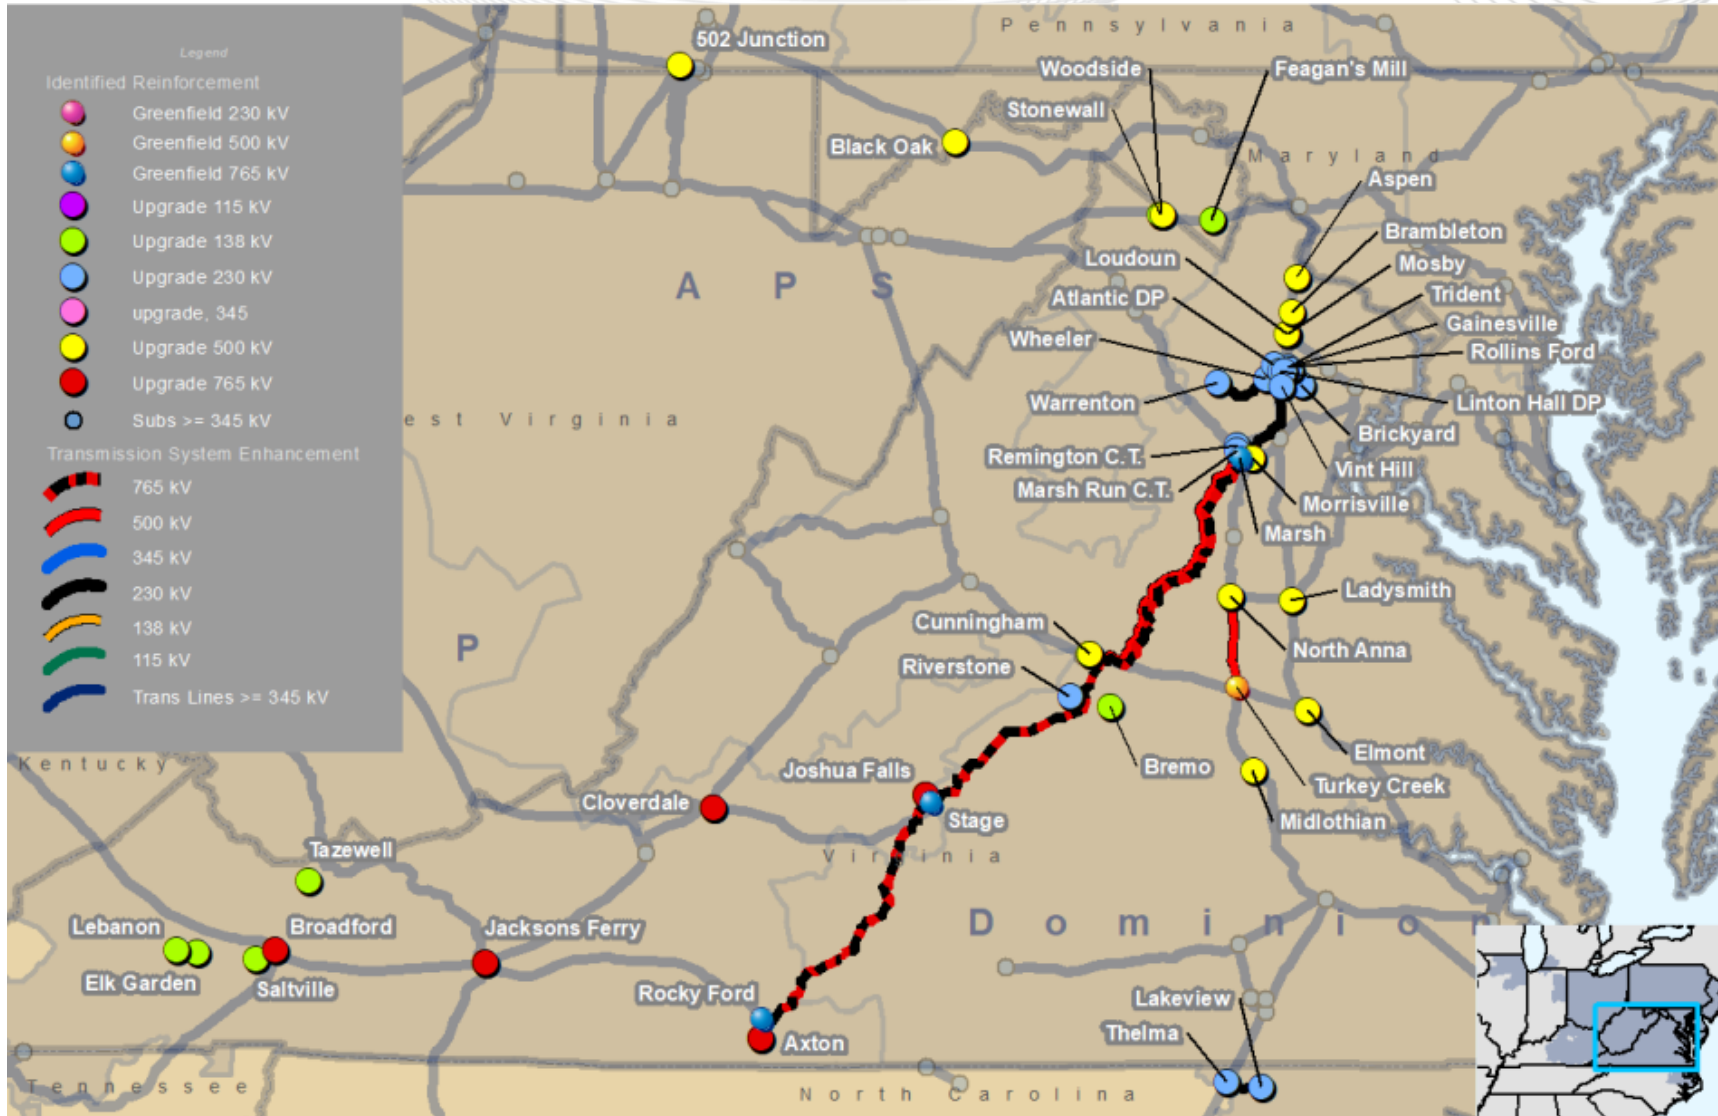 Legend
Identified Reinforcement
Greenfield 230 kV
Greenfield 500 kV
Greenfield 765 kV
Upgrade 115 kV
Upgrade 138 kV
Upgrade 230 kV
upgrade, 345
Upgrade 500 kV
Upgrade 765 kV
Subs >= 345 kV
Transmission System Enhancement
765 kV
500 kV
345 kV
230 kV
138 kV
115 kV
Trans Lines >= 345 kV
Pennsylvania
502 Junction
Woodside
Feagan's Mill
Stonewall
Black Oak
Maryland
Aspen
Brambleton
Loudoun
Mosby
APS
Atlantic DP
Trident
Gainesville
Wheeler
Rollins Ford
Warrenton
Linton Hall DP
est Virginia
Brickyard
Remington C.T.
Vint Hill
Marsh Run C.T.
Morrisville
Marsh
Ladysmith
Cunningham
P
North Anna
Riverstone
Elmont
Kentucky
Joshua Falls
Bremo
Turkey Creek
Cloverdale
Stage
Midlothian
Tazewell
Virginia
Lebanon
Broadford
Jacksons Ferry
Dominion
Elk Garden
Saltville
Rocky Ford
Lakeview
Axton
Thelma
Tennessee
North Carolina